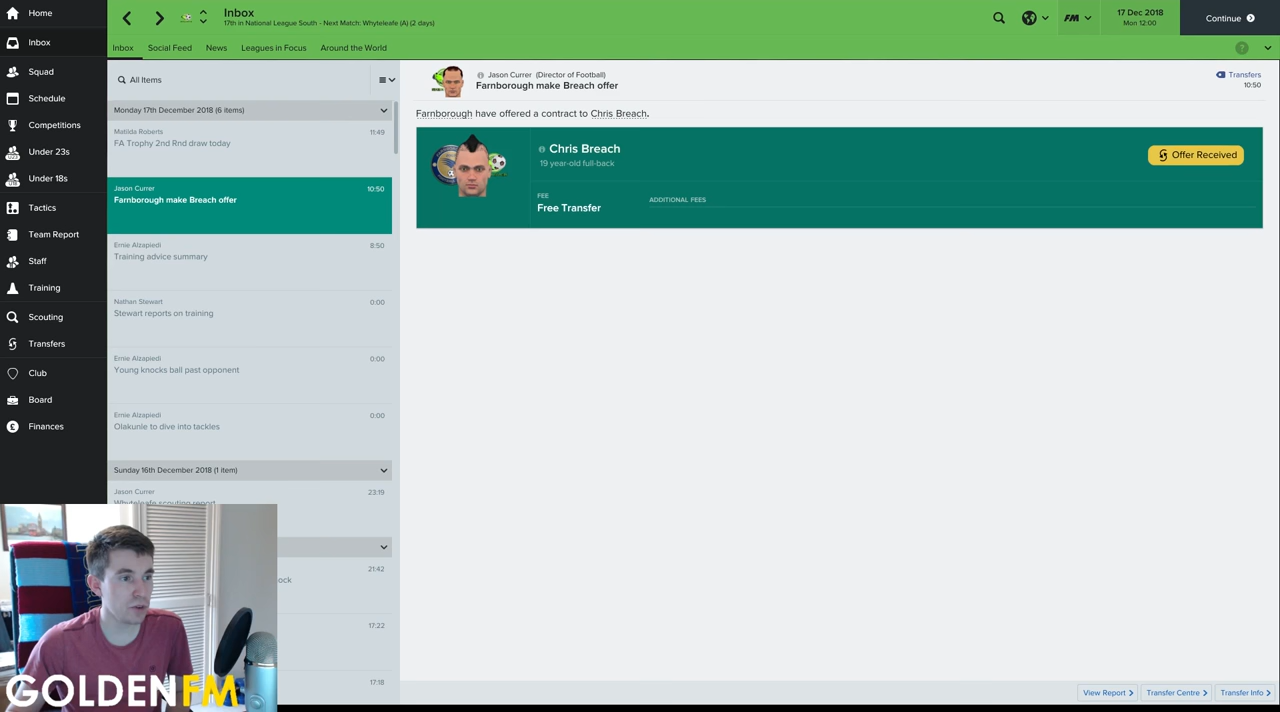 Home
Inbox
Squad
Schedule
Competitions
Under 23s
Under 18s
Tactics
Team Report
Staff
Training
Scouting
Transfers
Club
Board
Finances
Inbox
17th in National League South - Next Match: Whyteleafe (A) (2 days)
FM
17 Dec 2018
Mon 12:00
Continue
Inbox
Social Feed
News
Leagues in Focus
Around the World
?
All Items
Monday 17th December 2018 (6 items)
Matilda Roberts 11:49
FA Trophy 2nd Rnd draw today
Jason Currer 10:50
Farnborough make Breach offer
Ernie Alzapiedi 8:50
Training advice summary
Nathan Stewart 0:00
Stewart reports on training
Ernie Alzapiedi 0:00
Young knocks ball past opponent
Ernie Alzapiedi 0:00
Olakunle to dive into tackles
Sunday 16th December 2018 (1 item)
Jason Currer 23:19
Whyteleafe scouting report
21:42
ock
17:22
17:18
Jason Currer (Director of Football)
Farnborough make Breach offer
Transfers
10:50
Farnborough have offered a contract to Chris Breach.
Chris Breach
19 year-old full-back
Offer Received
FEE
Free Transfer
ADDITIONAL FEES
View Report
Transfer Centre
Transfer Info
GOLDENFM